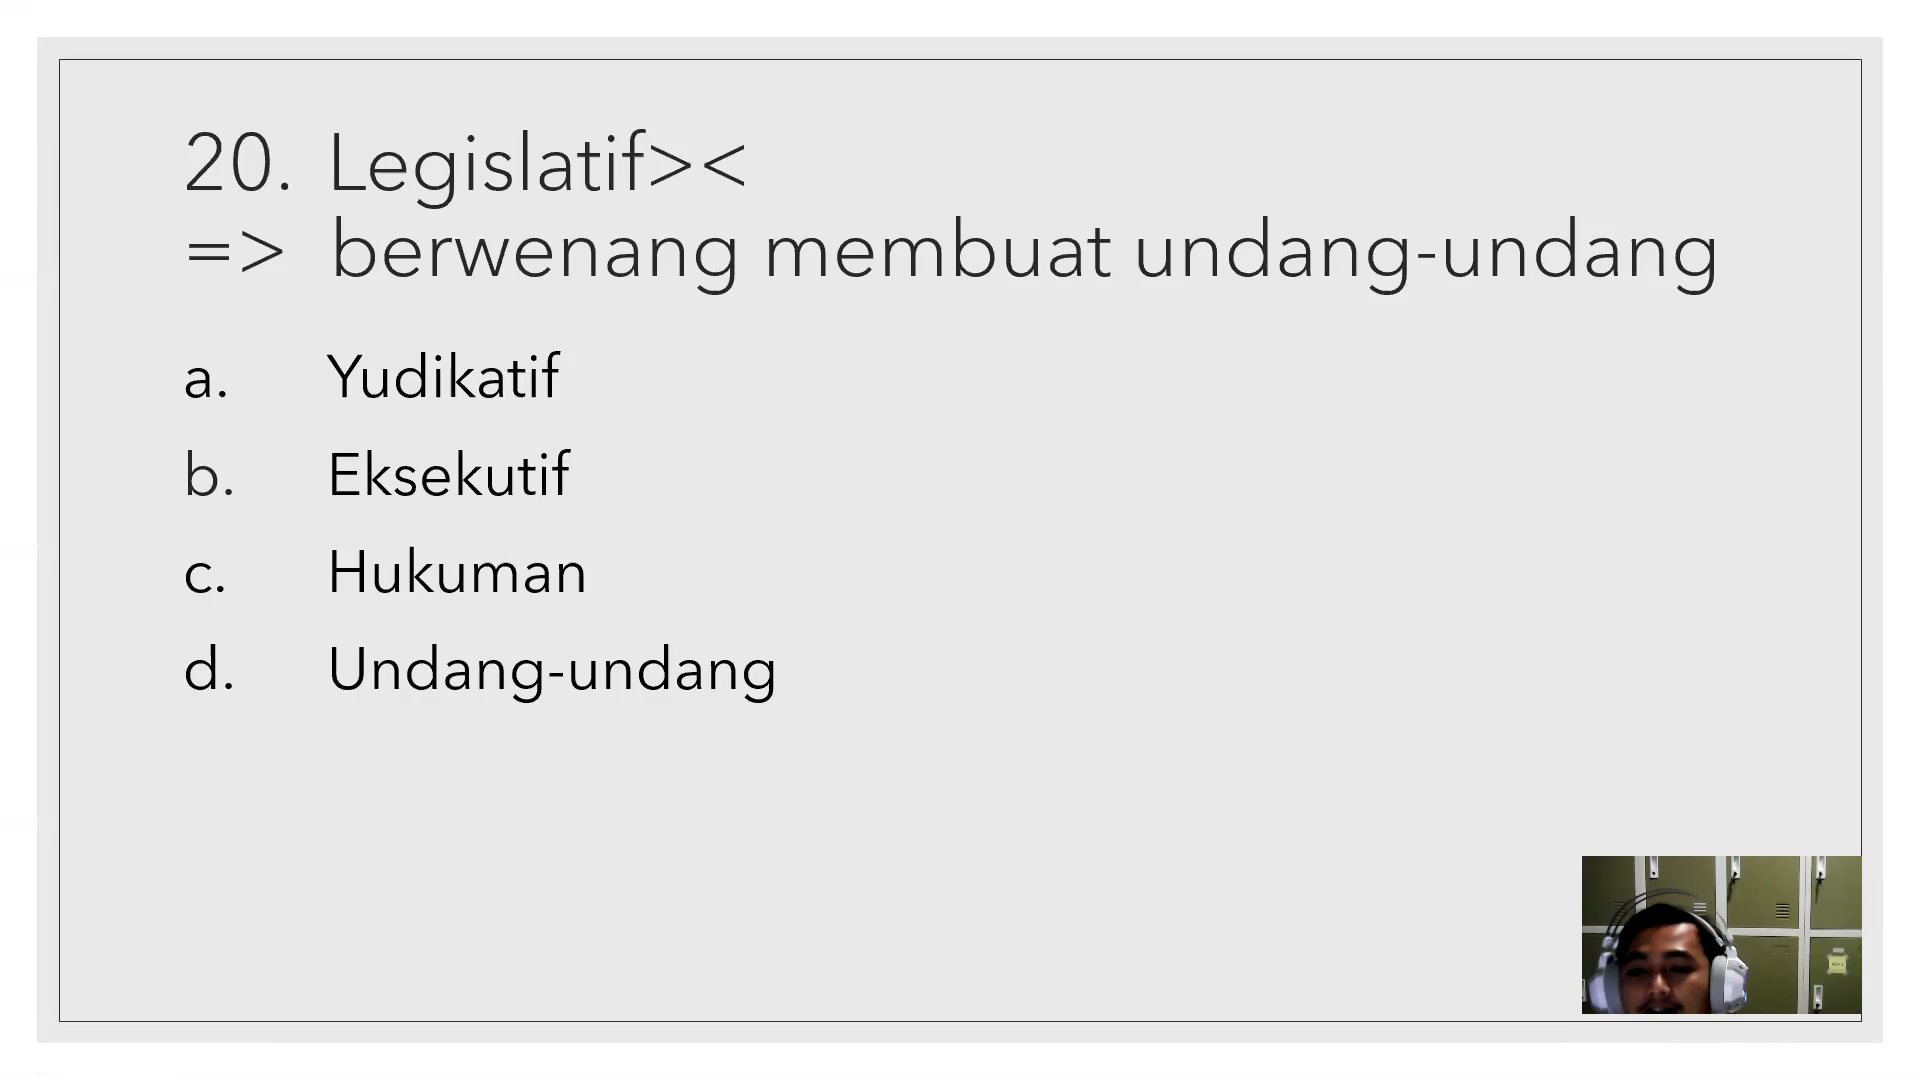 20. Legislatif><
=> berwenang membuat undang-undang
a. Yudikatif
b. Eksekutif
c. Hukuman
d. Undang-undang